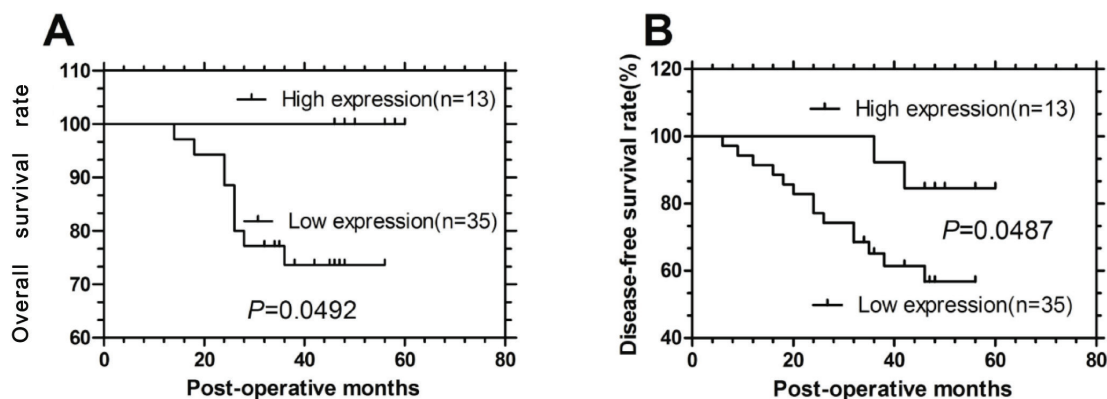 A
Overall survival rate
110
100
90
80
70
60
High expression(n=13)
Low expression(n=35)
P=0.0492
0 20 40 60 80
Post-operative months
B
Disease-free survival rate(%)
120
100
80
60
40
High expression(n=13)
P=0.0487
Low expression(n=35)
0 20 40 60 80
Post-operative months